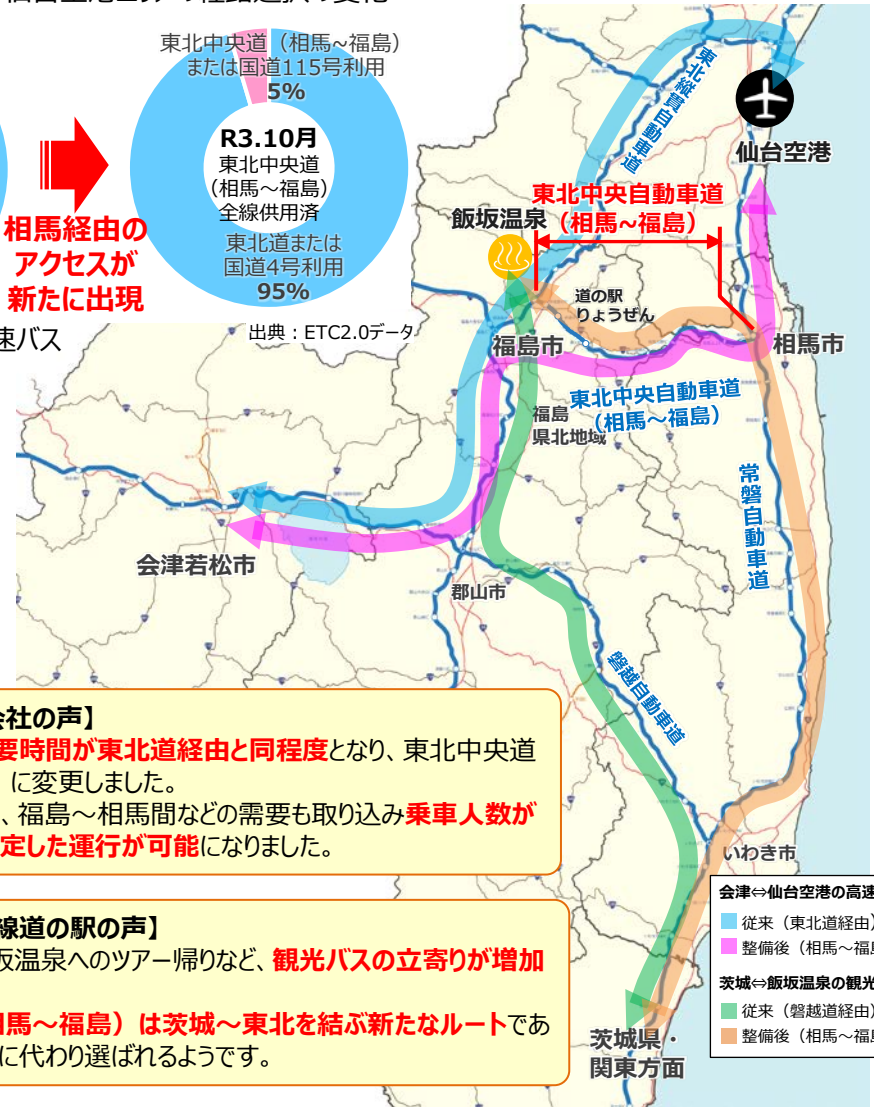 東北中央道（相馬~福島）
または国道115号利用
5%
R3.10月
東北中央道
(相馬～福島)
全線供用済
東北道または
国道4号利用
95%
相馬経由の
アクセスが
新たに出現
速バス
出典：ETC2.0データ
東北縦貫自動車道
仙台空港
東北中央自動車道
（相馬~福島）
飯坂温泉
道の駅
りょうぜん
福島市
相馬市
東北中央自動車道
（相馬~福島）
福島
県北地域
常磐自動車道
会津若松市
郡山市
磐越自動車道
会社の声】
要時間が東北道経由と同程度となり、東北中央道
）に変更しました。
、福島～相馬間などの需要も取り込み乗車人数が
定した運行が可能になりました。
いわき市
線道の駅の声】
坂温泉へのツアー帰りなど、観光バスの立寄りが増加
相馬～福島）は茨城～東北を結ぶ新たなルートであ
に代わり選ばれるようです。
会津⇔仙台空港の高速
従来（東北道経由）
整備後（相馬～福島
茨城⇔飯坂温泉の観光
従来（磐越道経由）
整備後（相馬～福島
茨城県・
関東方面